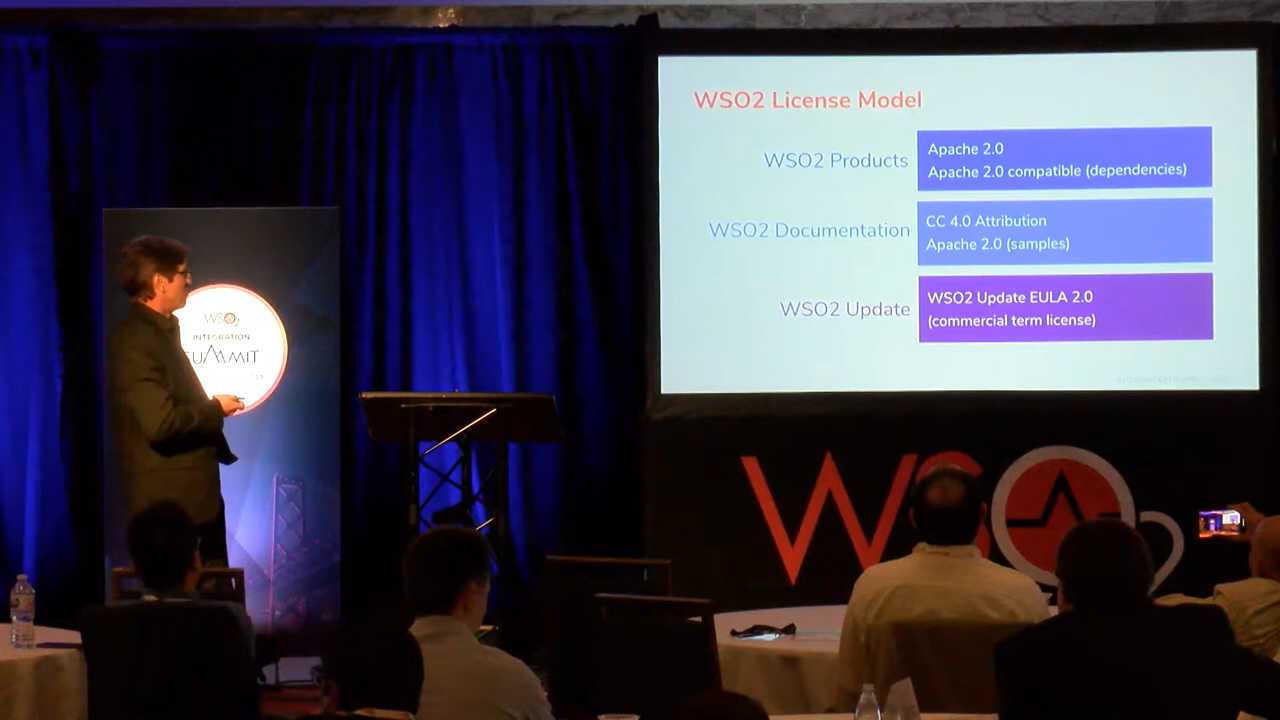 WSO2 License Model
WSO2 Products
Apache 2.0
Apache 2.0 compatible (dependencies)
WSO2 Documentation
CC 4.0 Attribution
Apache 2.0 (samples)
WSO2 Update
WSO2 Update EULA 2.0
(commercial term license)
WSO2
INTEGRATION
SUMMIT
WSO2